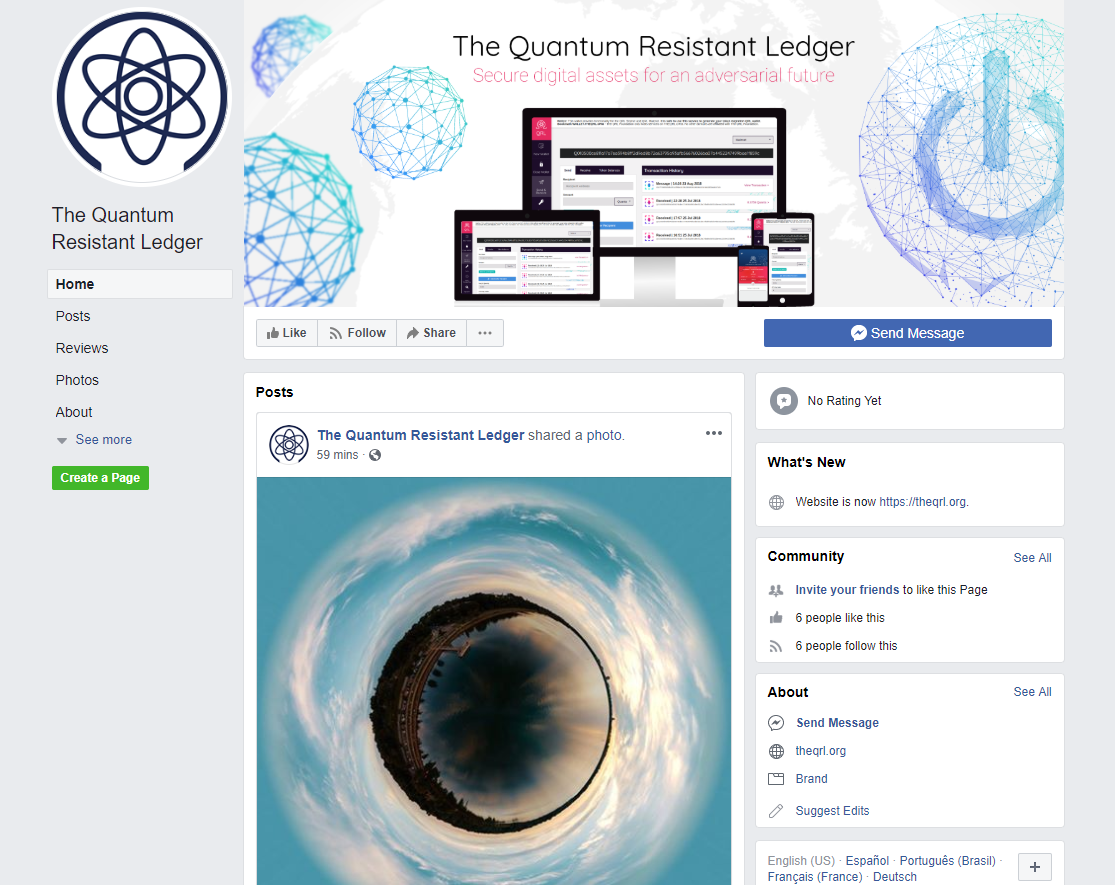 The Quantum Resistant Ledger
Secure digital assets for an adversarial future
QRL
Transaction History
The Quantum
Resistant Ledger
Home
Posts
Reviews
Photos
About
See more
Create a Page
Like
Follow
Share
Send Message
Posts
The Quantum Resistant Ledger shared a photo.
59 mins ·
No Rating Yet
What's New
Website is now https://theqrl.org.
Community
See All
Invite your friends to like this Page
6 people like this
6 people follow this
About
See All
Send Message
theqrl.org
Brand
Suggest Edits
English (US) · Español · Português (Brasil) ·
Français (France) · Deutsch